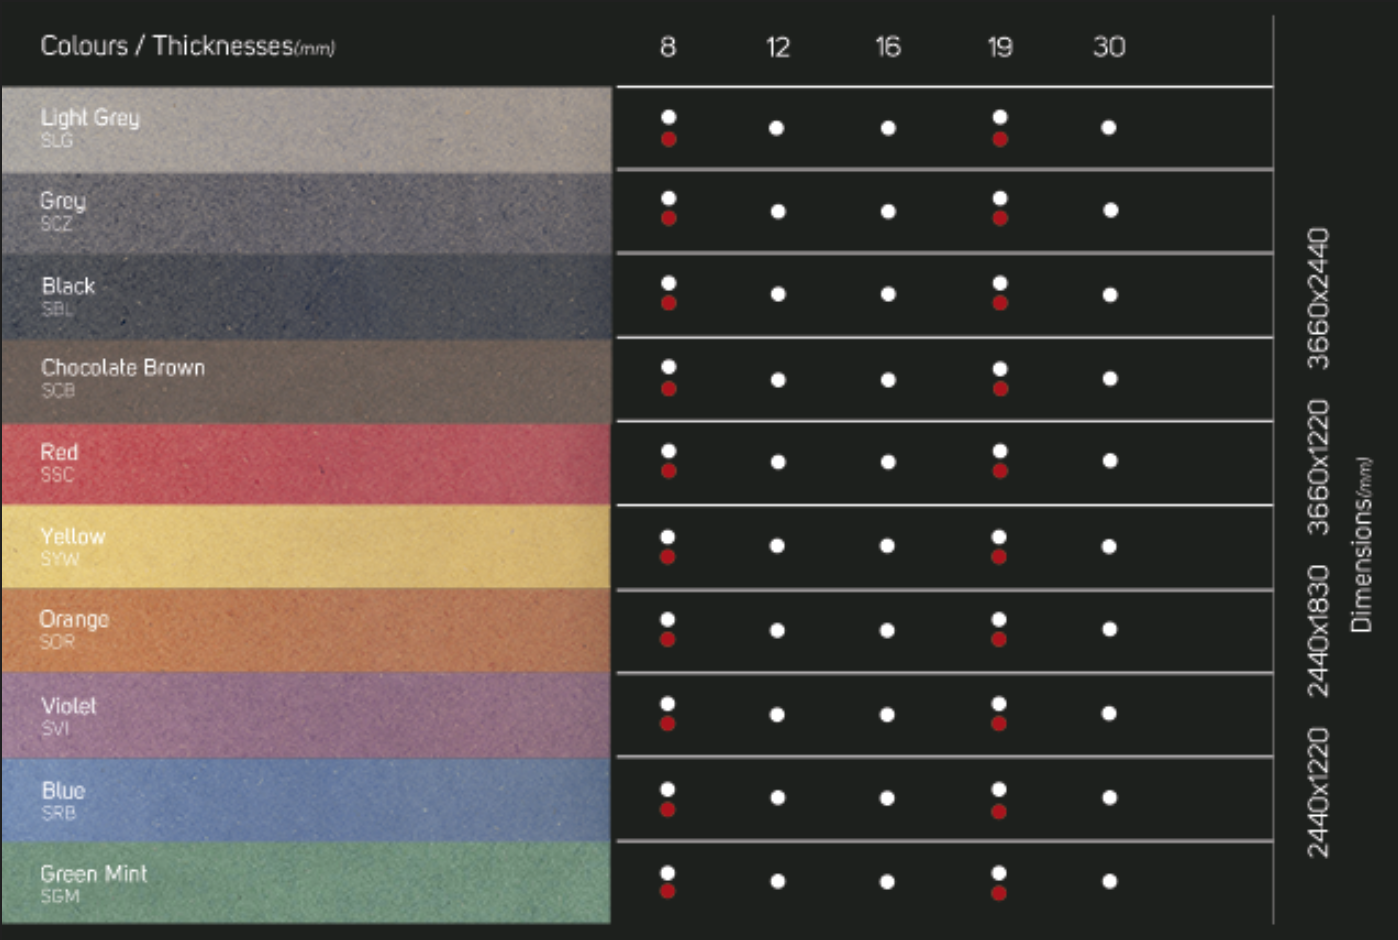 Colours / Thicknesses(mm) 8 12 16 19 30
Light Grey
SLG
Grey
SCZ
Black
SBL
Chocolate Brown
SCB
Red
SSC
Yellow
SYW
Orange
SOR
Violet
SVI
Blue
SRB
Green Mint
SGM
2440x1220 2440x1830 3660x1220 3660x2440
Dimensions(mm)